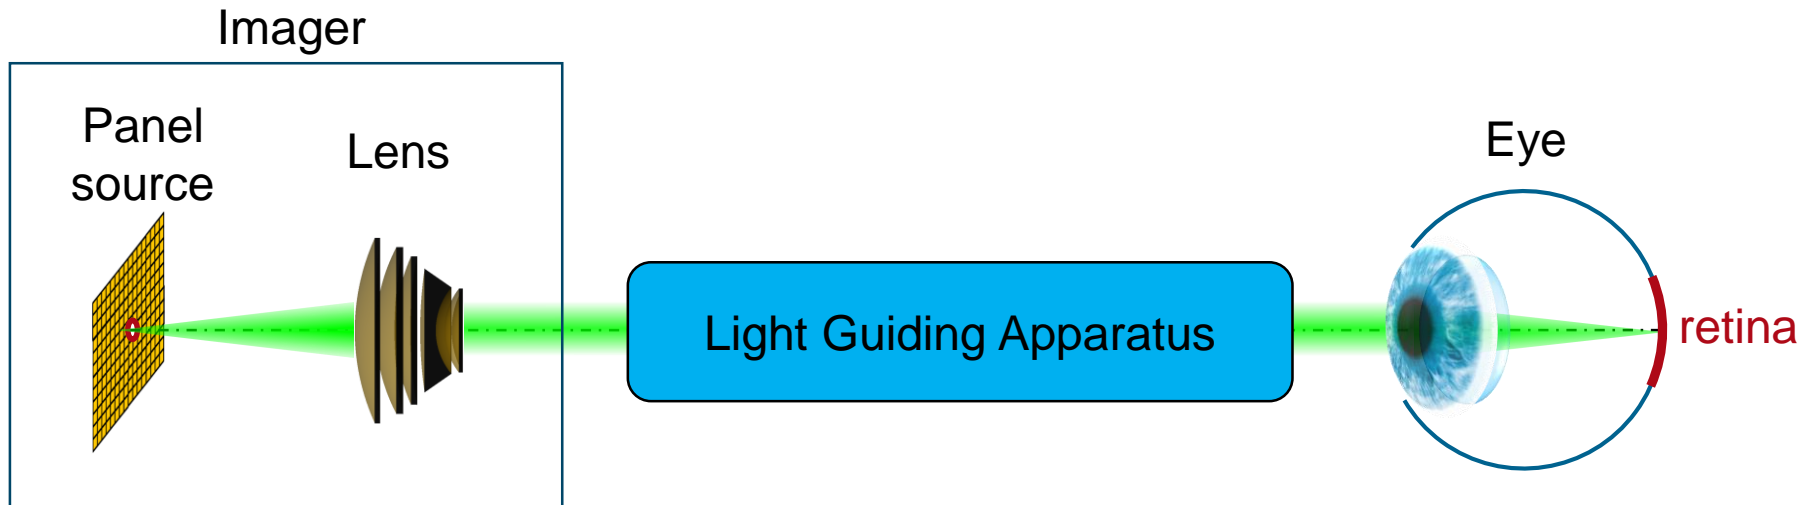 Imager
Panel
source
Lens
Light Guiding Apparatus
Eye
retina